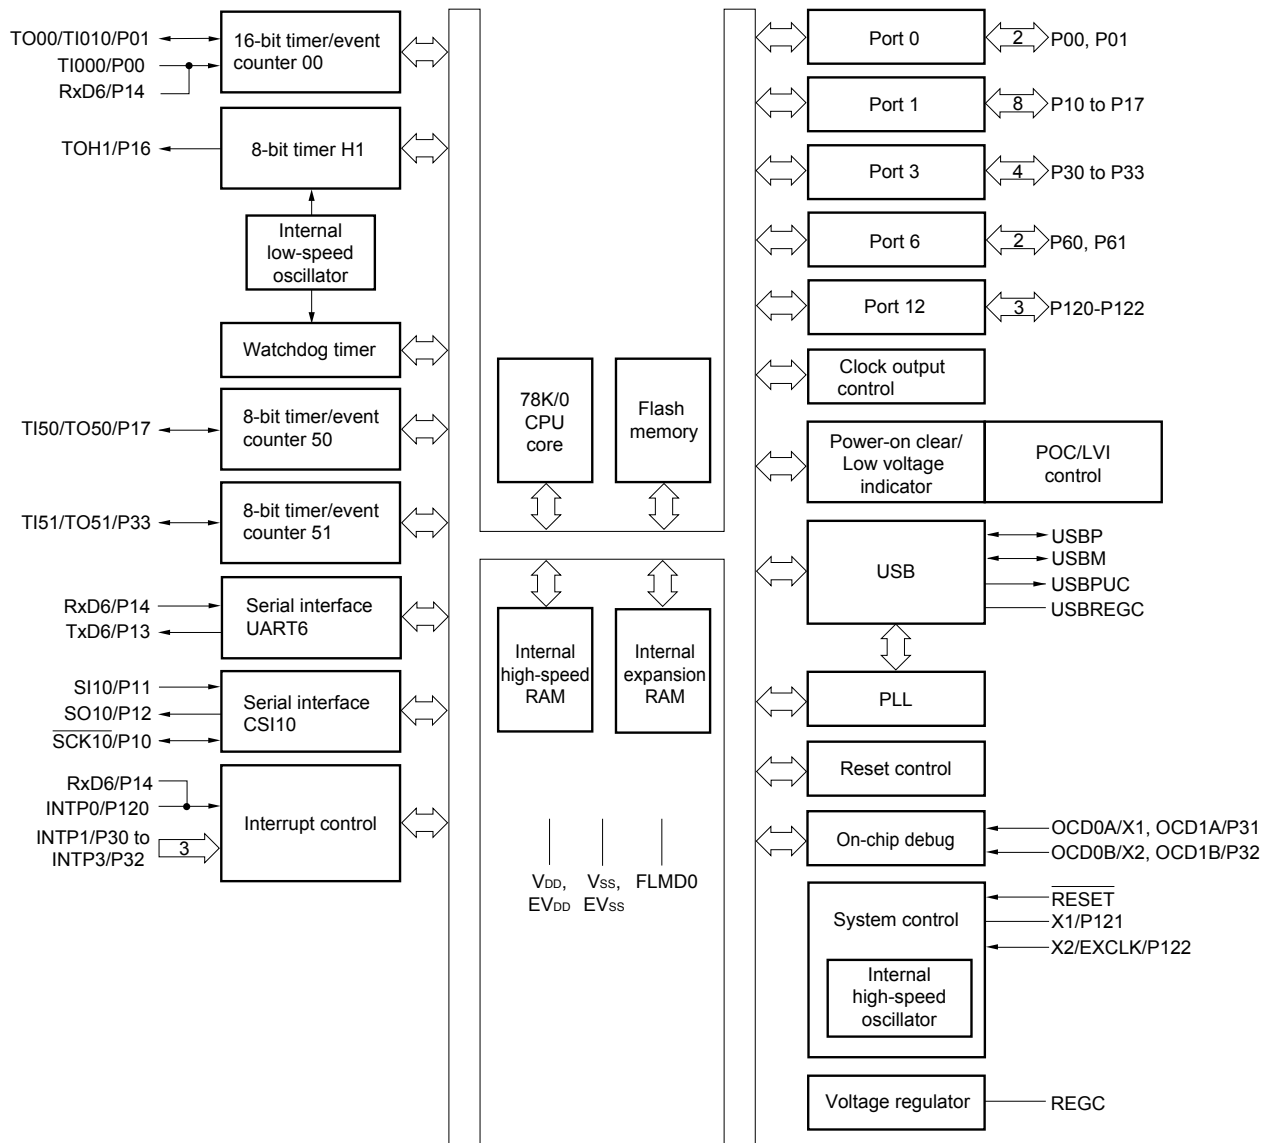 TO00/TI010/P01
TI000/P00
RxD6/P14
16-bit timer/event
counter 00
TOH1/P16
8-bit timer H1
Internal
low-speed
oscillator
Watchdog timer
TI50/TO50/P17
8-bit timer/event
counter 50
TI51/TO51/P33
8-bit timer/event
counter 51
RxD6/P14
TxD6/P13
Serial interface
UART6
SI10/P11
SO10/P12
SCK10/P10
Serial interface
CSI10
RxD6/P14
INTP0/P120
INTP1/P30 to
INTP3/P32
3
Interrupt control
78K/0
CPU
core
Flash
memory
Internal
high-speed
RAM
Internal
expansion
RAM
VDD,
EVDD
VSS,
EVSS
FLMD0
Port 0
2
P00, P01
Port 1
8
P10 to P17
Port 3
4
P30 to P33
Port 6
2
P60, P61
Port 12
3
P120-P122
Clock output
control
Power-on clear/
Low voltage
indicator
POC/LVI
control
USB
USBP
USBM
USBPUC
USBREGC
PLL
Reset control
On-chip debug
OCD0A/X1, OCD1A/P31
OCD0B/X2, OCD1B/P32
System control
RESET
X1/P121
X2/EXCLK/P122
Internal
high-speed
oscillator
Voltage regulator
REGC